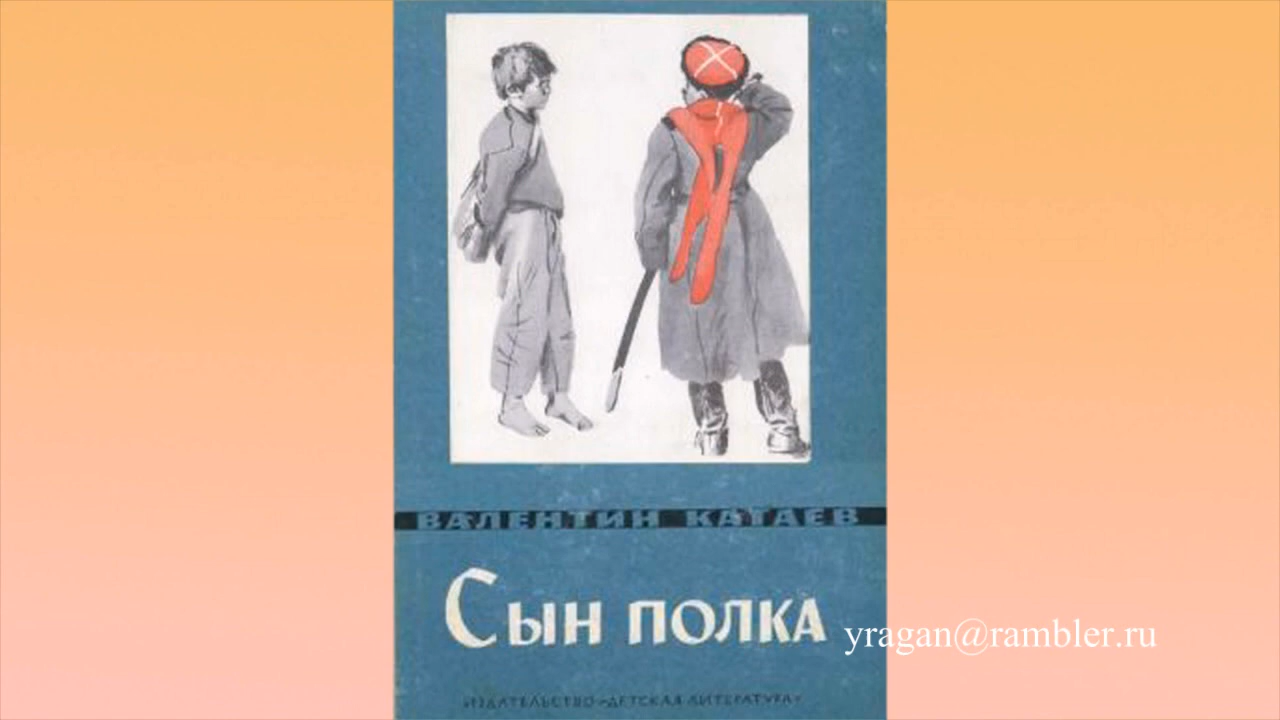 ВАЛЕНТИН КАТАЕВ
Сын полка
yragan@rambler.ru
ИЗДАТЕЛЬСТВО «ДЕТСКАЯ ЛИТЕРАТУРА»